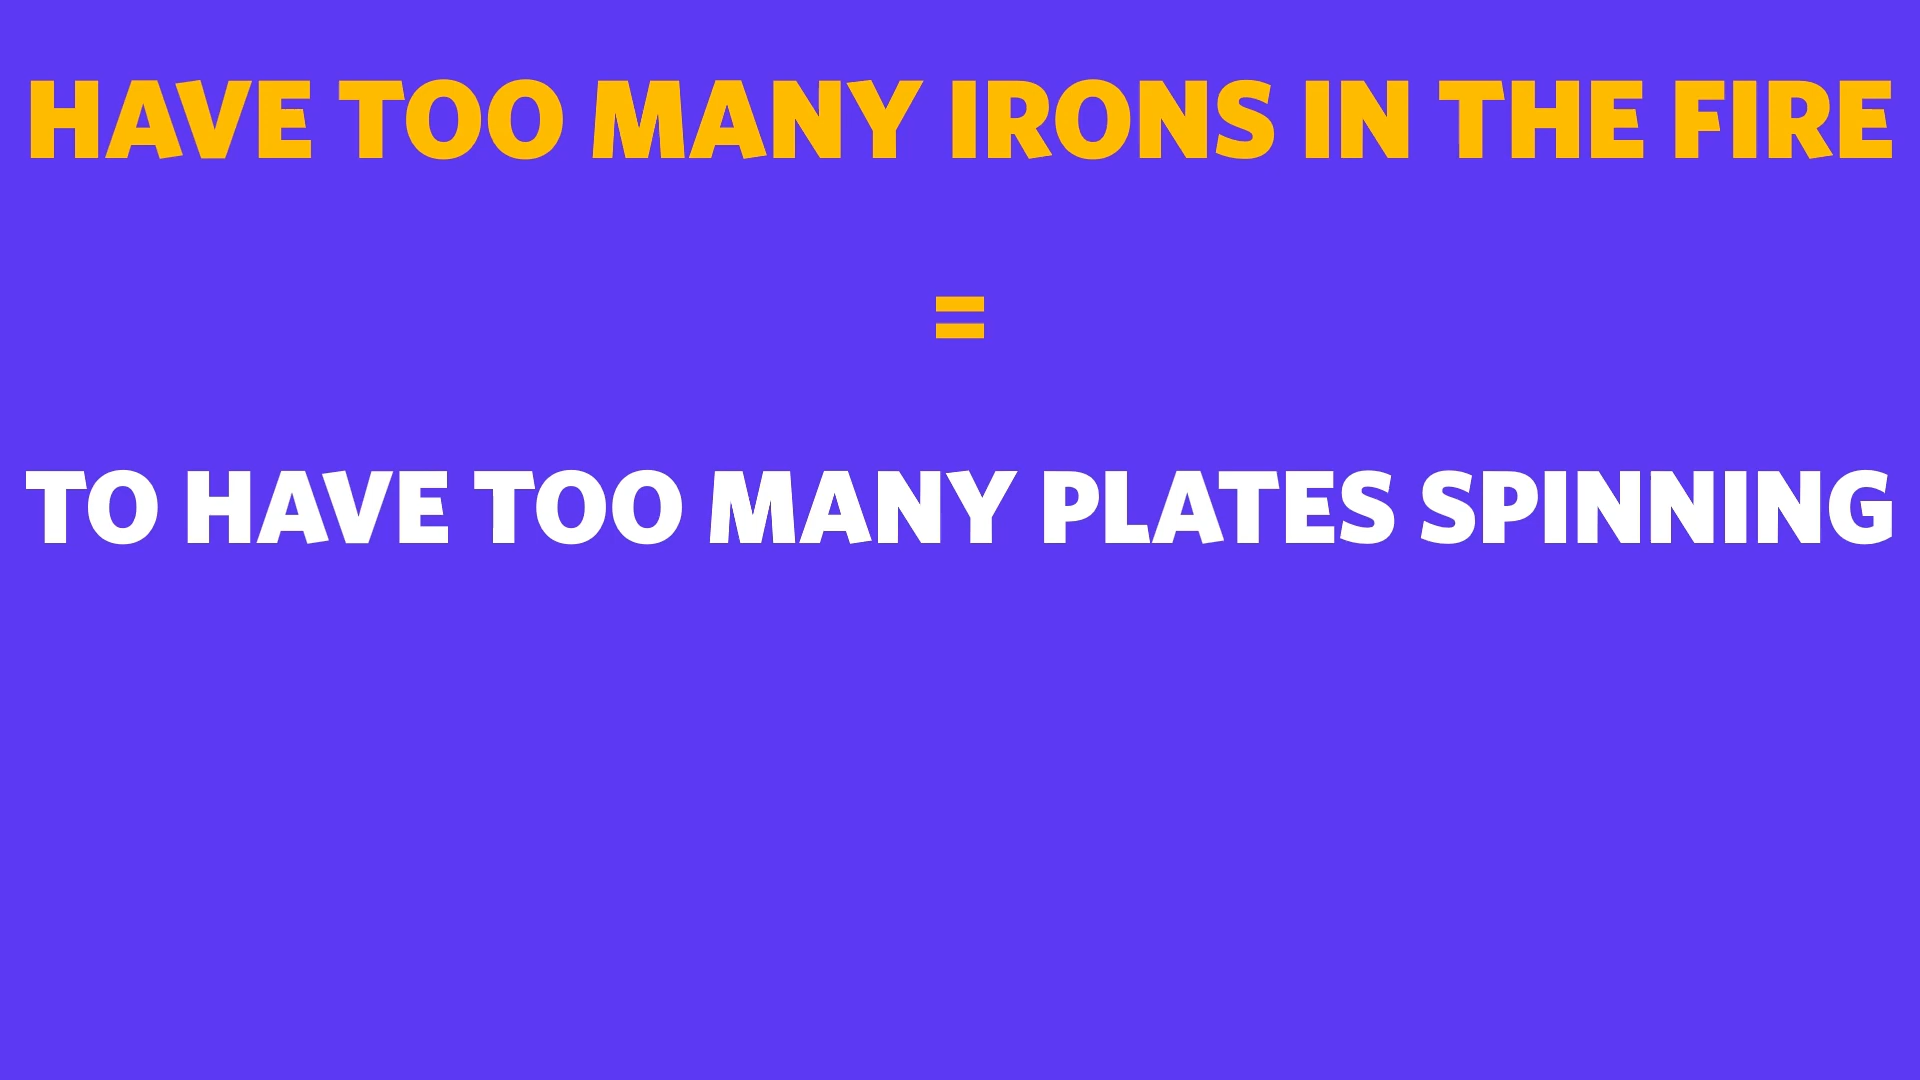 HAVE TOO MANY IRONS IN THE FIRE
=
TO HAVE TOO MANY PLATES SPINNING